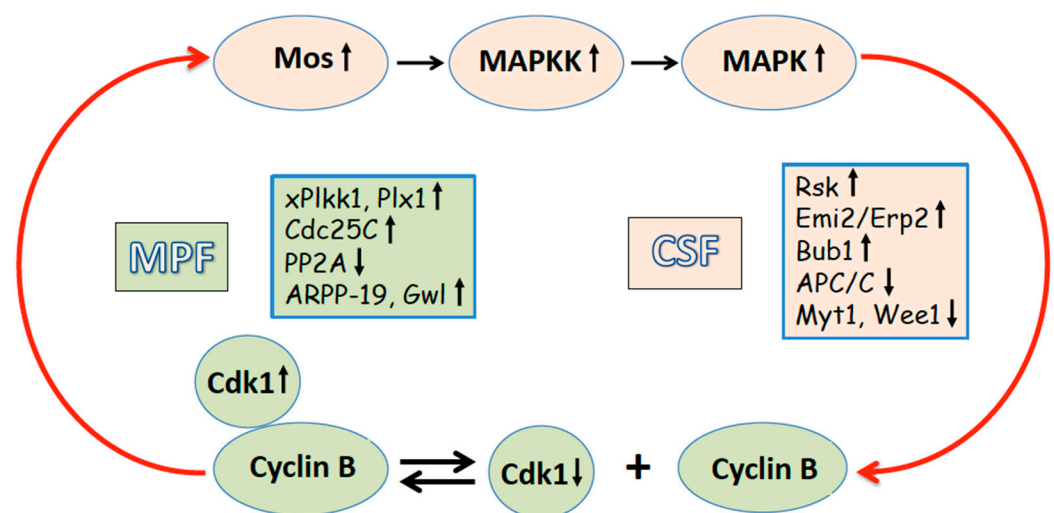 Mos ↑ → MAPKK ↑ → MAPK ↑
MPF
xPlkk1, Plx1 ↑
Cdc25C ↑
PP2A ↓
ARPP-19, Gwl ↑
CSF
Rsk ↑
Emi2/Erp2 ↑
Bub1 ↑
APC/C ↓
Myt1, Wee1 ↓
Cdk1 ↑
Cyclin B ⇌ Cdk1 ↓ + Cyclin B